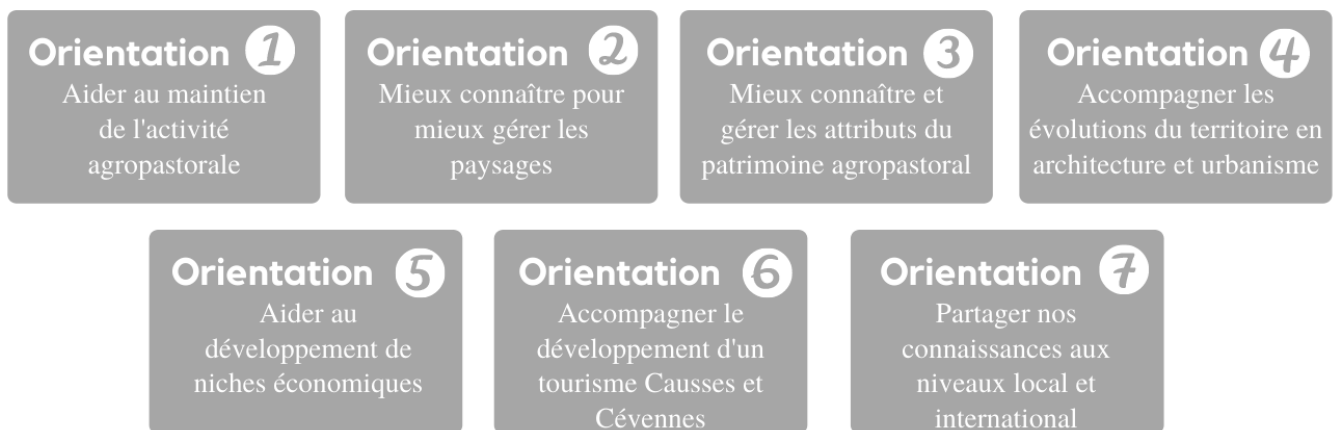 Orientation 1
Aider au maintien
de l'activité
agropastorale
Orientation 2
Mieux connaître pour
mieux gérer les
paysages
Orientation 3
Mieux connaître et
gérer les attributs du
patrimoine agropastoral
Orientation 4
Accompagner les
évolutions du territoire en
architecture et urbanisme
Orientation 5
Aider au
développement de
niches économiques
Orientation 6
Accompagner le
développement d'un
tourisme Causses et
Cévennes
Orientation 7
Partager nos
connaissances aux
niveaux local et
international